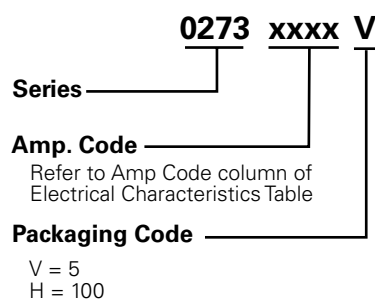 0273 xxxx V
Series
Amp. Code
Refer to Amp Code column of
Electrical Characteristics Table
Packaging Code
V = 5
H = 100